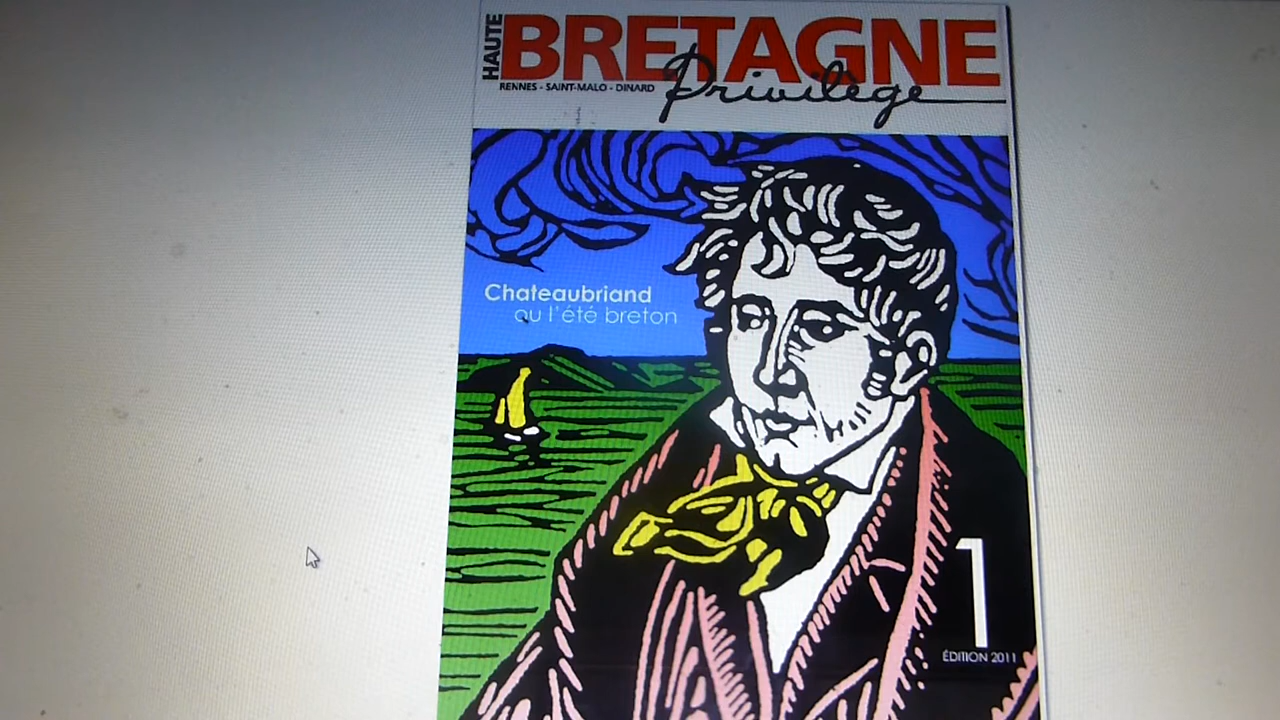 HAUTE
BRETAGNE
RENNES - SAINT-MALO - DINARD
Privilège
Chateaubriand
ou l'été breton
1
ÉDITION 2011